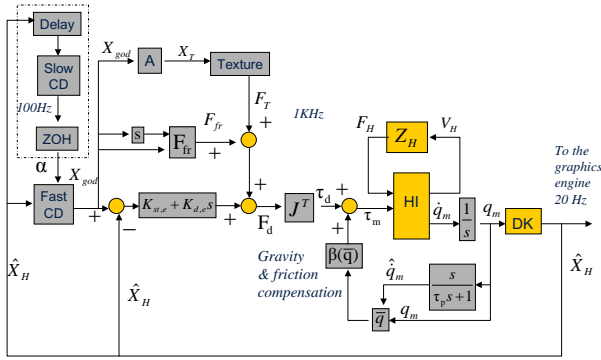 Delay
Slow
CD
100Hz
ZOH
α
Fast
CD
X_god
X_god
A
X_T
Texture
F_T
+
1KHz
s
F_fr
F_fr
+
+
+
−
K_st,e + K_d,e s
+
+
F_d
J^T
τ_d
+
+
τ_m
F_H
Z_H
V_H
HI
q̇_m
1/s
q_m
DK
To the
graphics
engine
20 Hz
X̂_H
β(q̅)
Gravity
& friction
compensation
q̇̂_m
s/(τ_p s+1)
q̅
q_m
X̂_H
X̂_H